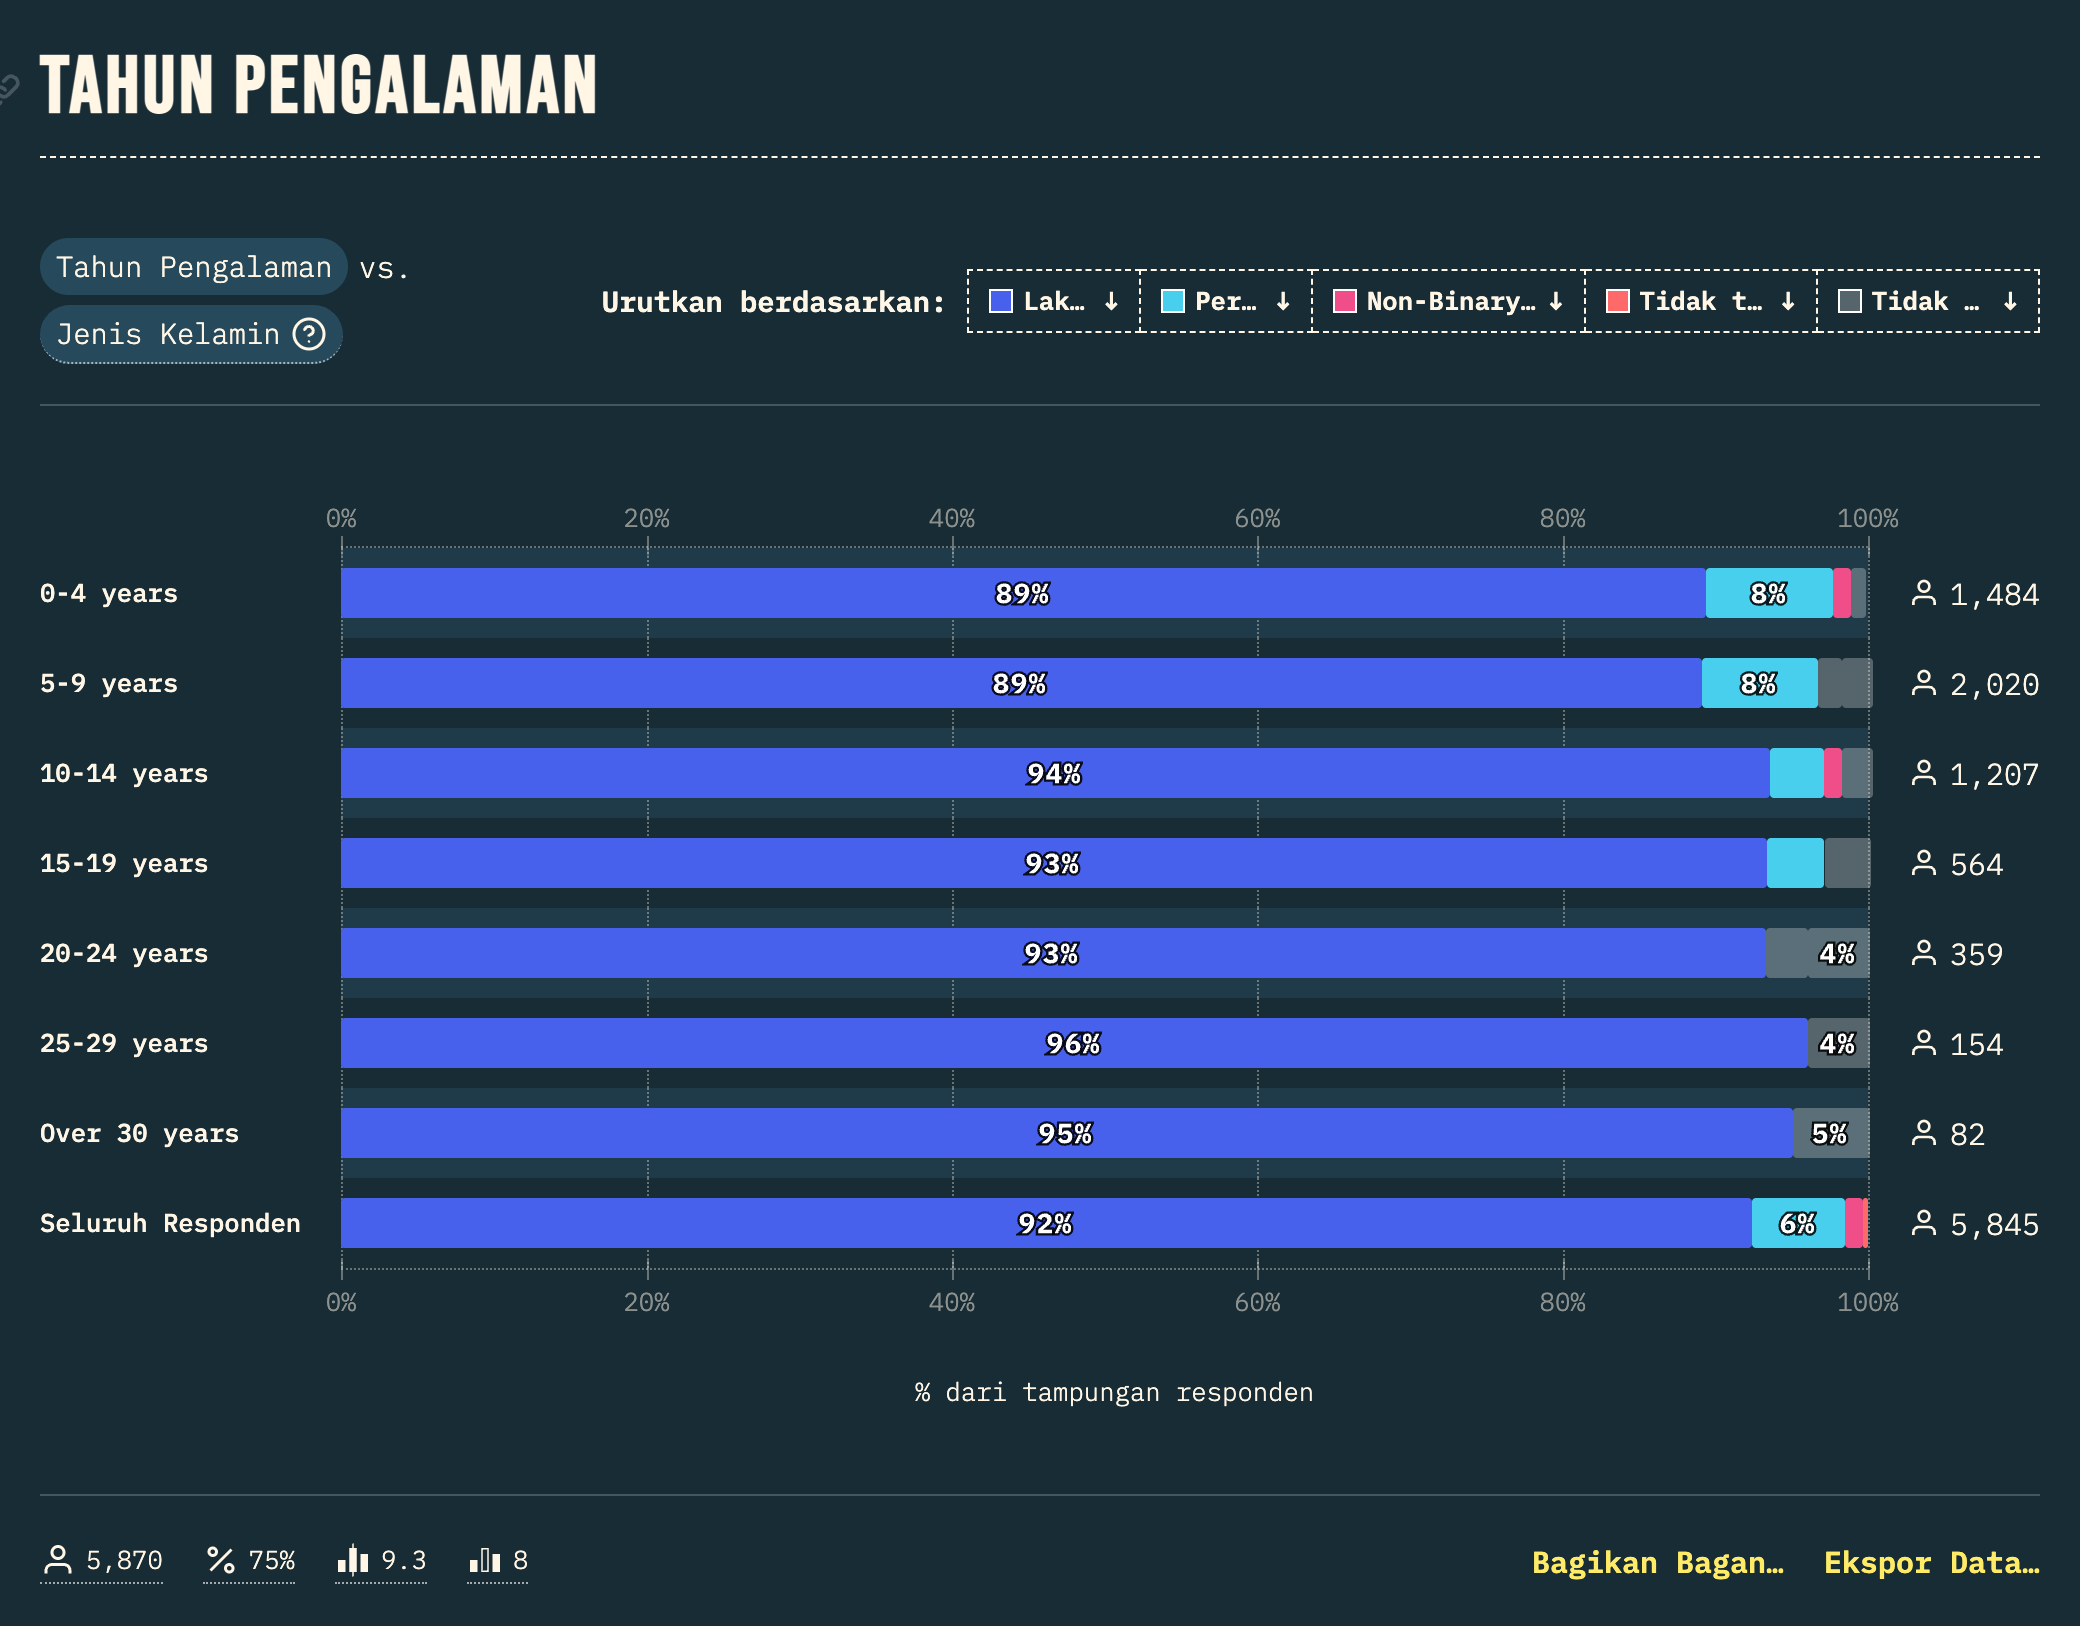 TAHUN PENGALAMAN
Tahun Pengalaman vs.
Jenis Kelamin ?
Urutkan berdasarkan: Lak… ↓ Per… ↓ Non-Binary… ↓ Tidak t… ↓ Tidak … ↓
0% 20% 40% 60% 80% 100%
0-4 years 89% 8% 1,484
5-9 years 89% 8% 2,020
10-14 years 94% 1,207
15-19 years 93% 564
20-24 years 93% 4% 359
25-29 years 96% 4% 154
Over 30 years 95% 5% 82
Seluruh Responden 92% 6% 5,845
0% 20% 40% 60% 80% 100%
% dari tampungan responden
5,870 % 75% 9.3 8
Bagikan Bagan… Ekspor Data…